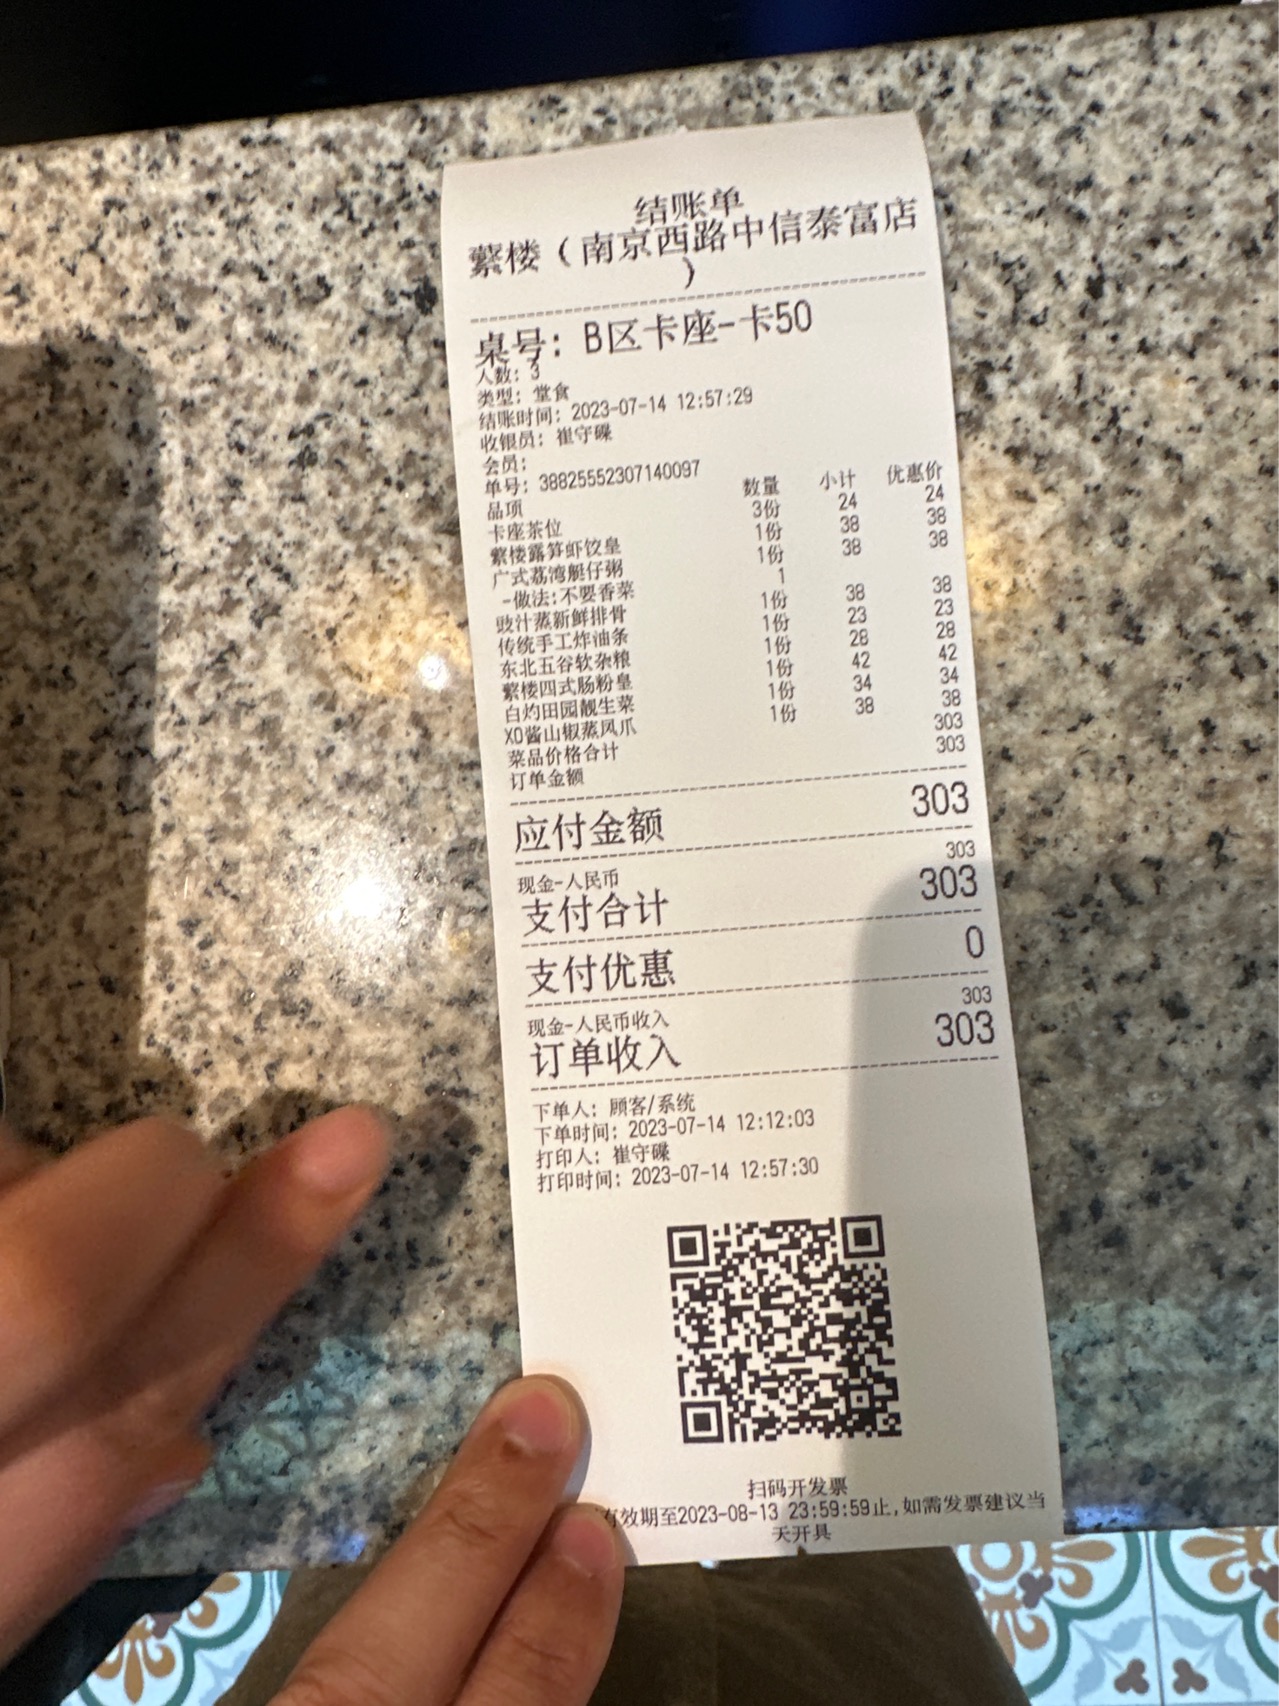 结账单
蘩楼（南京西路中信泰富店
）
桌号：B区卡座-卡50
人数：3
类型：堂食
结账时间：2023-07-14 12:57:29
收银员：崔守碟
会员：
单号：38825552307140097
品项 数量 小计 优惠价
卡座茶位 3份 24 24
蘩楼露笋虾饺皇 1份 38 38
广式荔湾艇仔粥 1份 38 38
-做法:不要香菜 1
豉汁蒸新鲜排骨 1份 38 38
传统手工炸油条 1份 23 23
东北五谷软杂粮 1份 28 28
蘩楼四式肠粉皇 1份 42 42
白灼田园靓生菜 1份 34 34
XO酱山椒蒸凤爪 1份 38 38
菜品价格合计 303
订单金额 303
应付金额 303
现金-人民币 303
支付合计 303
支付优惠 0
现金-人民币收入 303
订单收入 303
下单人：顾客/系统
下单时间：2023-07-14 12:12:03
打印人：崔守碟
打印时间：2023-07-14 12:57:30
扫码开发票
有效期至2023-08-13 23:59:59止,如需发票建议当
天开具